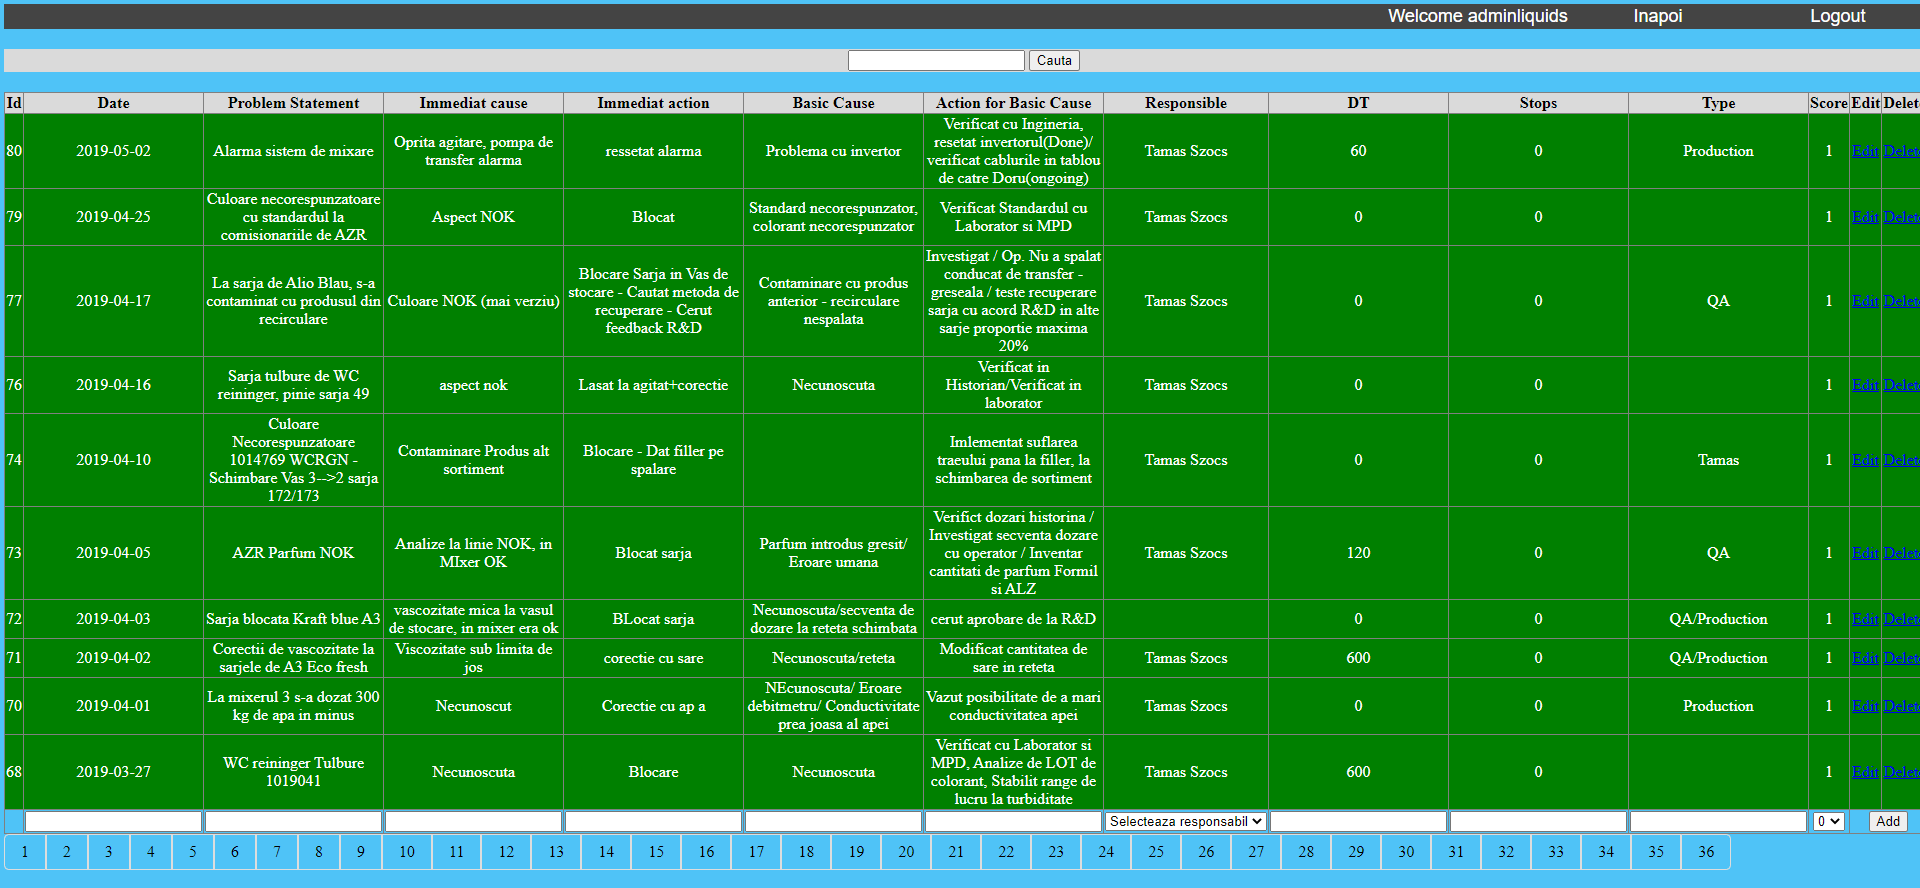 Welcome adminliquids Inapoi Logout
Cauta
Id Date Problem Statement Immediat cause Immediat action Basic Cause Action for Basic Cause Responsible DT Stops Type Score Edit Delete
80 2019-05-02 Alarma sistem de mixare Oprita agitare, pompa de transfer alarma ressetat alarma Problema cu invertor Verificat cu Ingineria, resetat invertorul(Done)/ verificat cablurile in tablou de catre Doru(ongoing) Tamas Szocs 60 0 Production 1 Edit Delete
79 2019-04-25 Culoare necorespunzatoare cu standardul la comisionariile de AZR Aspect NOK Blocat Standard necorespunzator, colorant necorespunzator Verificat Standardul cu Laborator si MPD Tamas Szocs 0 0 1 Edit Delete
77 2019-04-17 La sarja de Alio Blau, s-a contaminat cu produsul din recirculare Culoare NOK (mai verziu) Blocare Sarja in Vas de stocare - Cautat metoda de recuperare - Cerut feedback R&D Contaminare cu produs anterior - recirculare nespalata Investigat / Op. Nu a spalat conducat de transfer - greseala / teste recuperare sarja cu acord R&D in alte sarje proportie maxima 20% Tamas Szocs 0 0 QA 1 Edit Delete
76 2019-04-16 Sarja tulbure de WC reininger, pinie sarja 49 aspect nok Lasat la agitat+corectie Necunoscuta Verificat in Historian/Verificat in laborator Tamas Szocs 0 0 1 Edit Delete
74 2019-04-10 Culoare Necorespunzatoare 1014769 WCRGN - Schimbare Vas 3-->2 sarja 172/173 Contaminare Produs alt sortiment Blocare - Dat filler pe spalare Imlementat suflarea traeului pana la filler, la schimbarea de sortiment Tamas Szocs 0 0 Tamas 1 Edit Delete
73 2019-04-05 AZR Parfum NOK Analize la linie NOK, in MIxer OK Blocat sarja Parfum introdus gresit/ Eroare umana Verifict dozari historina / Investigat secventa dozare cu operator / Inventar cantitati de parfum Formil si ALZ Tamas Szocs 120 0 QA 1 Edit Delete
72 2019-04-03 Sarja blocata Kraft blue A3 vascozitate mica la vasul de stocare, in mixer era ok BLocat sarja Necunoscuta/secventa de dozare la reteta schimbata cerut aprobare de la R&D 0 0 QA/Production 1 Edit Delete
71 2019-04-02 Corectii de vascozitate la sarjele de A3 Eco fresh Viscozitate sub limita de jos corectie cu sare Necunoscuta/reteta Modificat cantitatea de sare in reteta Tamas Szocs 600 0 QA/Production 1 Edit Delete
70 2019-04-01 La mixerul 3 s-a dozat 300 kg de apa in minus Necunoscut Corectie cu ap a NEcunoscuta/ Eroare debitmetru/ Conductivitate prea joasa al apei Vazut posibilitate de a mari conductivitatea apei Tamas Szocs 0 0 Production 1 Edit Delete
68 2019-03-27 WC reininger Tulbure 1019041 Necunoscuta Blocare Necunoscuta Verificat cu Laborator si MPD, Analize de LOT de colorant, Stabilit range de lucru la turbiditate Tamas Szocs 600 0 1 Edit Delete
Selecteaza responsabil 0 Add
1 2 3 4 5 6 7 8 9 10 11 12 13 14 15 16 17 18 19 20 21 22 23 24 25 26 27 28 29 30 31 32 33 34 35 36